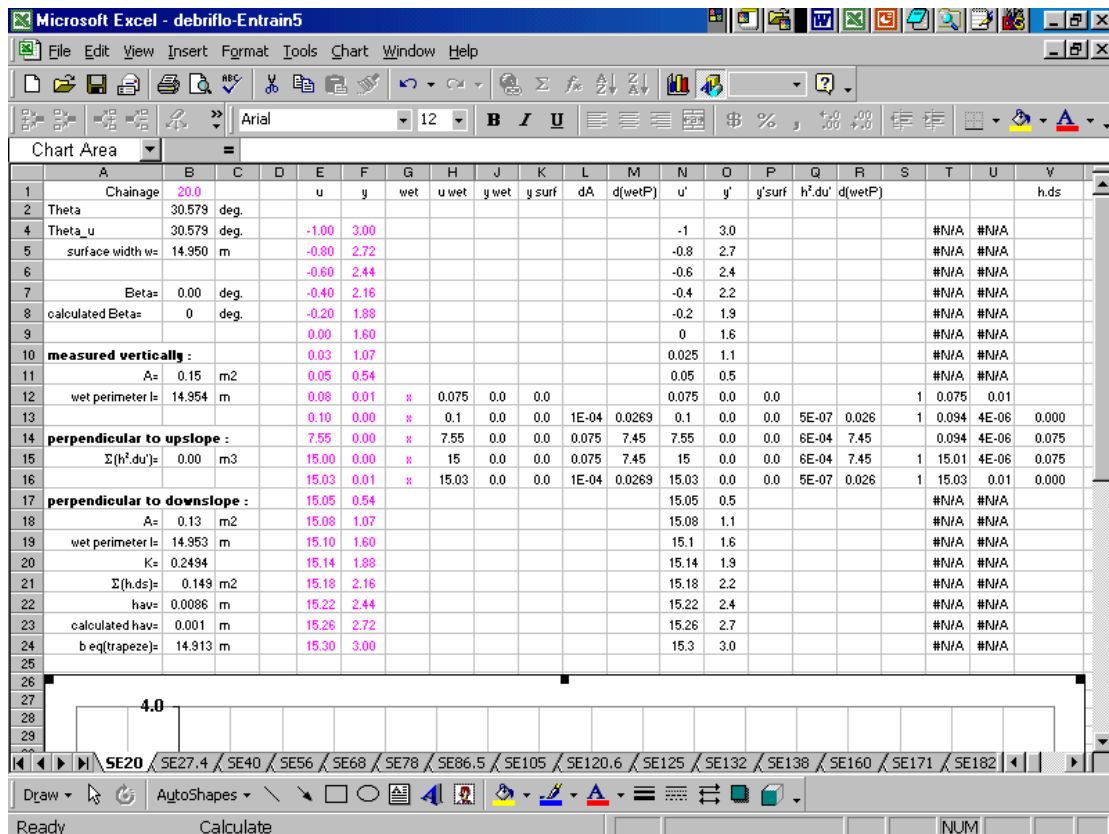 Microsoft Excel - debriflo-Entrain5
File Edit View Insert Format Tools Chart Window Help
Arial 12 B I U $ % ,
Chart Area =
A B C D E F G H J K L M N O P Q R S T U V
1 Chainage 20.0 u y wet u wet y wet y surf dA d(wetP) u' y' y'surf h².du' d(wetP) h.ds
2 Theta 30.579 deg.
4 Theta_u 30.579 deg. -1.00 3.00 -1 3.0 #N/A #N/A
5 surface width w= 14.950 m -0.80 2.72 -0.8 2.7 #N/A #N/A
6 -0.60 2.44 -0.6 2.4 #N/A #N/A
7 Beta= 0.00 deg. -0.40 2.16 -0.4 2.2 #N/A #N/A
8 calculated Beta= 0 deg. -0.20 1.88 -0.2 1.9 #N/A #N/A
9 0.00 1.60 0 1.6 #N/A #N/A
10 measured vertically : 0.03 1.07 0.025 1.1 #N/A #N/A
11 A= 0.15 m2 0.05 0.54 0.05 0.5 #N/A #N/A
12 wet perimeter l= 14.954 m 0.08 0.01 x 0.075 0.0 0.0 0.075 0.0 0.0 1 0.075 0.01
13 0.10 0.00 x 0.1 0.0 0.0 1E-04 0.0269 0.1 0.0 0.0 5E-07 0.026 1 0.094 4E-06 0.000
14 perpendicular to upslope : 7.55 0.00 x 7.55 0.0 0.0 0.075 7.45 7.55 0.0 0.0 6E-04 7.45 0.094 4E-06 0.075
15 Σ(h².du')= 0.00 m3 15.00 0.00 x 15 0.0 0.0 0.075 7.45 15 0.0 0.0 6E-04 7.45 1 15.01 4E-06 0.075
16 15.03 0.01 x 15.03 0.0 0.0 1E-04 0.0269 15.03 0.0 0.0 5E-07 0.026 1 15.03 0.01 0.000
17 perpendicular to downslope : 15.05 0.54 15.05 0.5 #N/A #N/A
18 A= 0.13 m2 15.08 1.07 15.08 1.1 #N/A #N/A
19 wet perimeter l= 14.953 m 15.10 1.60 15.1 1.6 #N/A #N/A
20 K= 0.2494 15.14 1.88 15.14 1.9 #N/A #N/A
21 Σ(h.ds)= 0.149 m2 15.18 2.16 15.18 2.2 #N/A #N/A
22 hav= 0.0086 m 15.22 2.44 15.22 2.4 #N/A #N/A
23 calculated hav= 0.001 m 15.26 2.72 15.26 2.7 #N/A #N/A
24 b eq(trapeze)= 14.913 m 15.30 3.00 15.3 3.0 #N/A #N/A
25
26
27 4.0
28
29
SE20 / SE27.4 / SE40 / SE56 / SE68 / SE78 / SE86.5 / SE105 / SE120.6 / SE125 / SE132 / SE138 / SE160 / SE171 / SE182
Draw AutoShapes
Ready Calculate NUM